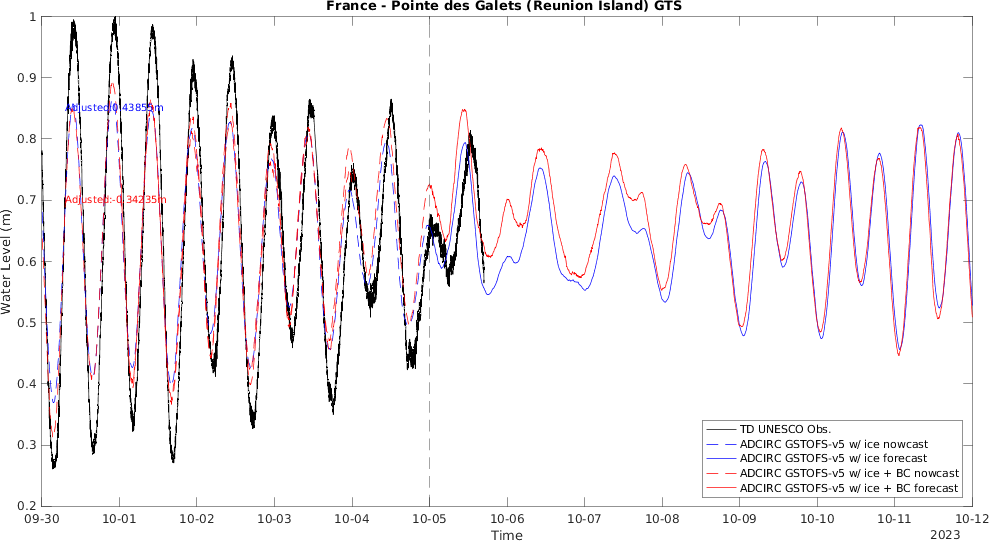 France - Pointe des Galets (Reunion Island) GTS
1
0.9
0.8
0.7
0.6
0.5
0.4
0.3
0.2
Water Level (m)
Adjusted:0.43855m
Adjusted:-0.34235m
TD UNESCO Obs.
ADCIRC GSTOFS-v5 w/ ice nowcast
ADCIRC GSTOFS-v5 w/ ice forecast
ADCIRC GSTOFS-v5 w/ ice + BC nowcast
ADCIRC GSTOFS-v5 w/ ice + BC forecast
09-30 10-01 10-02 10-03 10-04 10-05 10-06 10-07 10-08 10-09 10-10 10-11 10-12
Time
2023